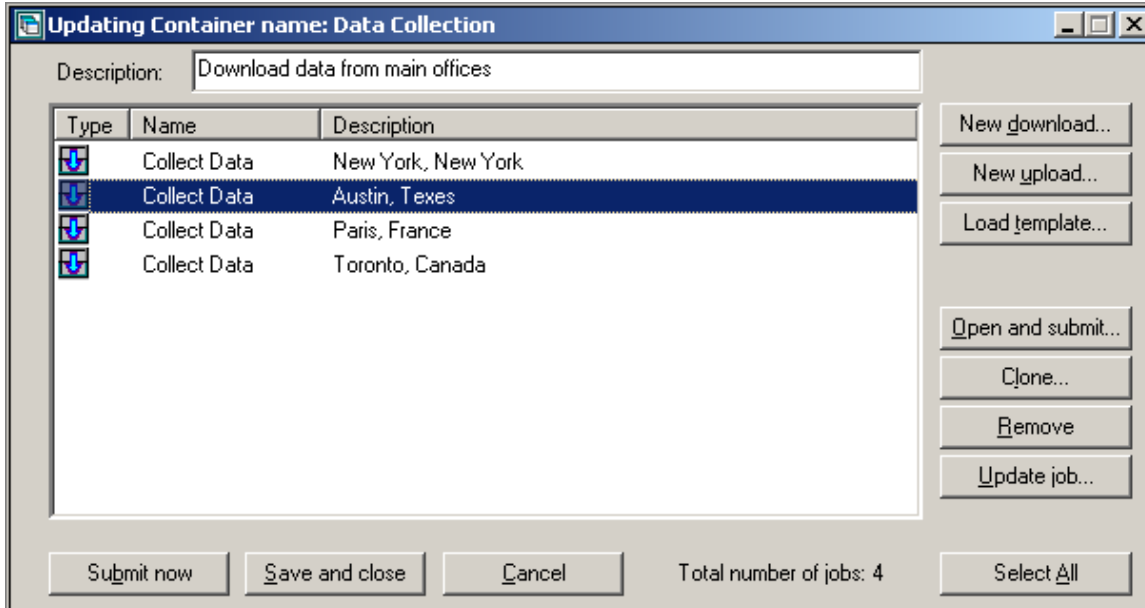 Updating Container name: Data Collection
Description: Download data from main offices
Type Name Description
Collect Data New York, New York
Collect Data Austin, Texes
Collect Data Paris, France
Collect Data Toronto, Canada
New download...
New upload...
Load template...
Open and submit...
Clone...
Remove
Update job...
Submit now Save and close Cancel Total number of jobs: 4 Select All